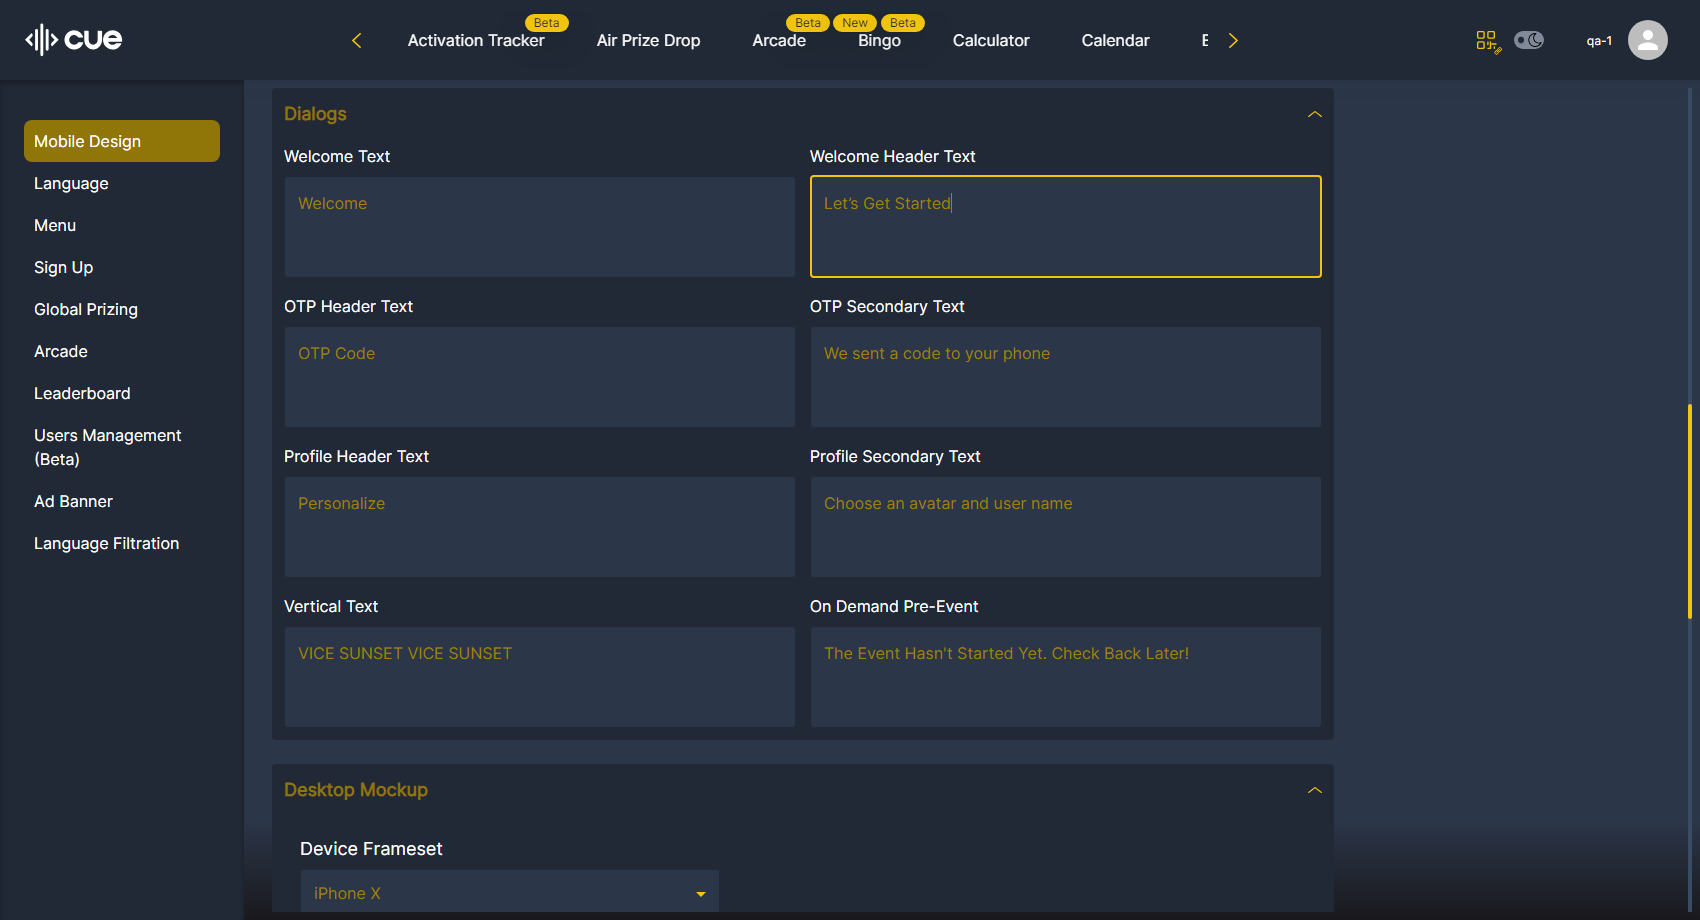 cue
Beta
Activation Tracker
Air Prize Drop
Beta
Arcade
New
Beta
Bingo
Calculator
Calendar
qa-1
Mobile Design
Language
Menu
Sign Up
Global Prizing
Arcade
Leaderboard
Users Management
(Beta)
Ad Banner
Language Filtration
Dialogs
Welcome Text
Welcome Header Text
Welcome
Let’s Get Started
OTP Header Text
OTP Secondary Text
OTP Code
We sent a code to your phone
Profile Header Text
Profile Secondary Text
Personalize
Choose an avatar and user name
Vertical Text
On Demand Pre-Event
VICE SUNSET VICE SUNSET
The Event Hasn't Started Yet. Check Back Later!
Desktop Mockup
Device Frameset
iPhone X